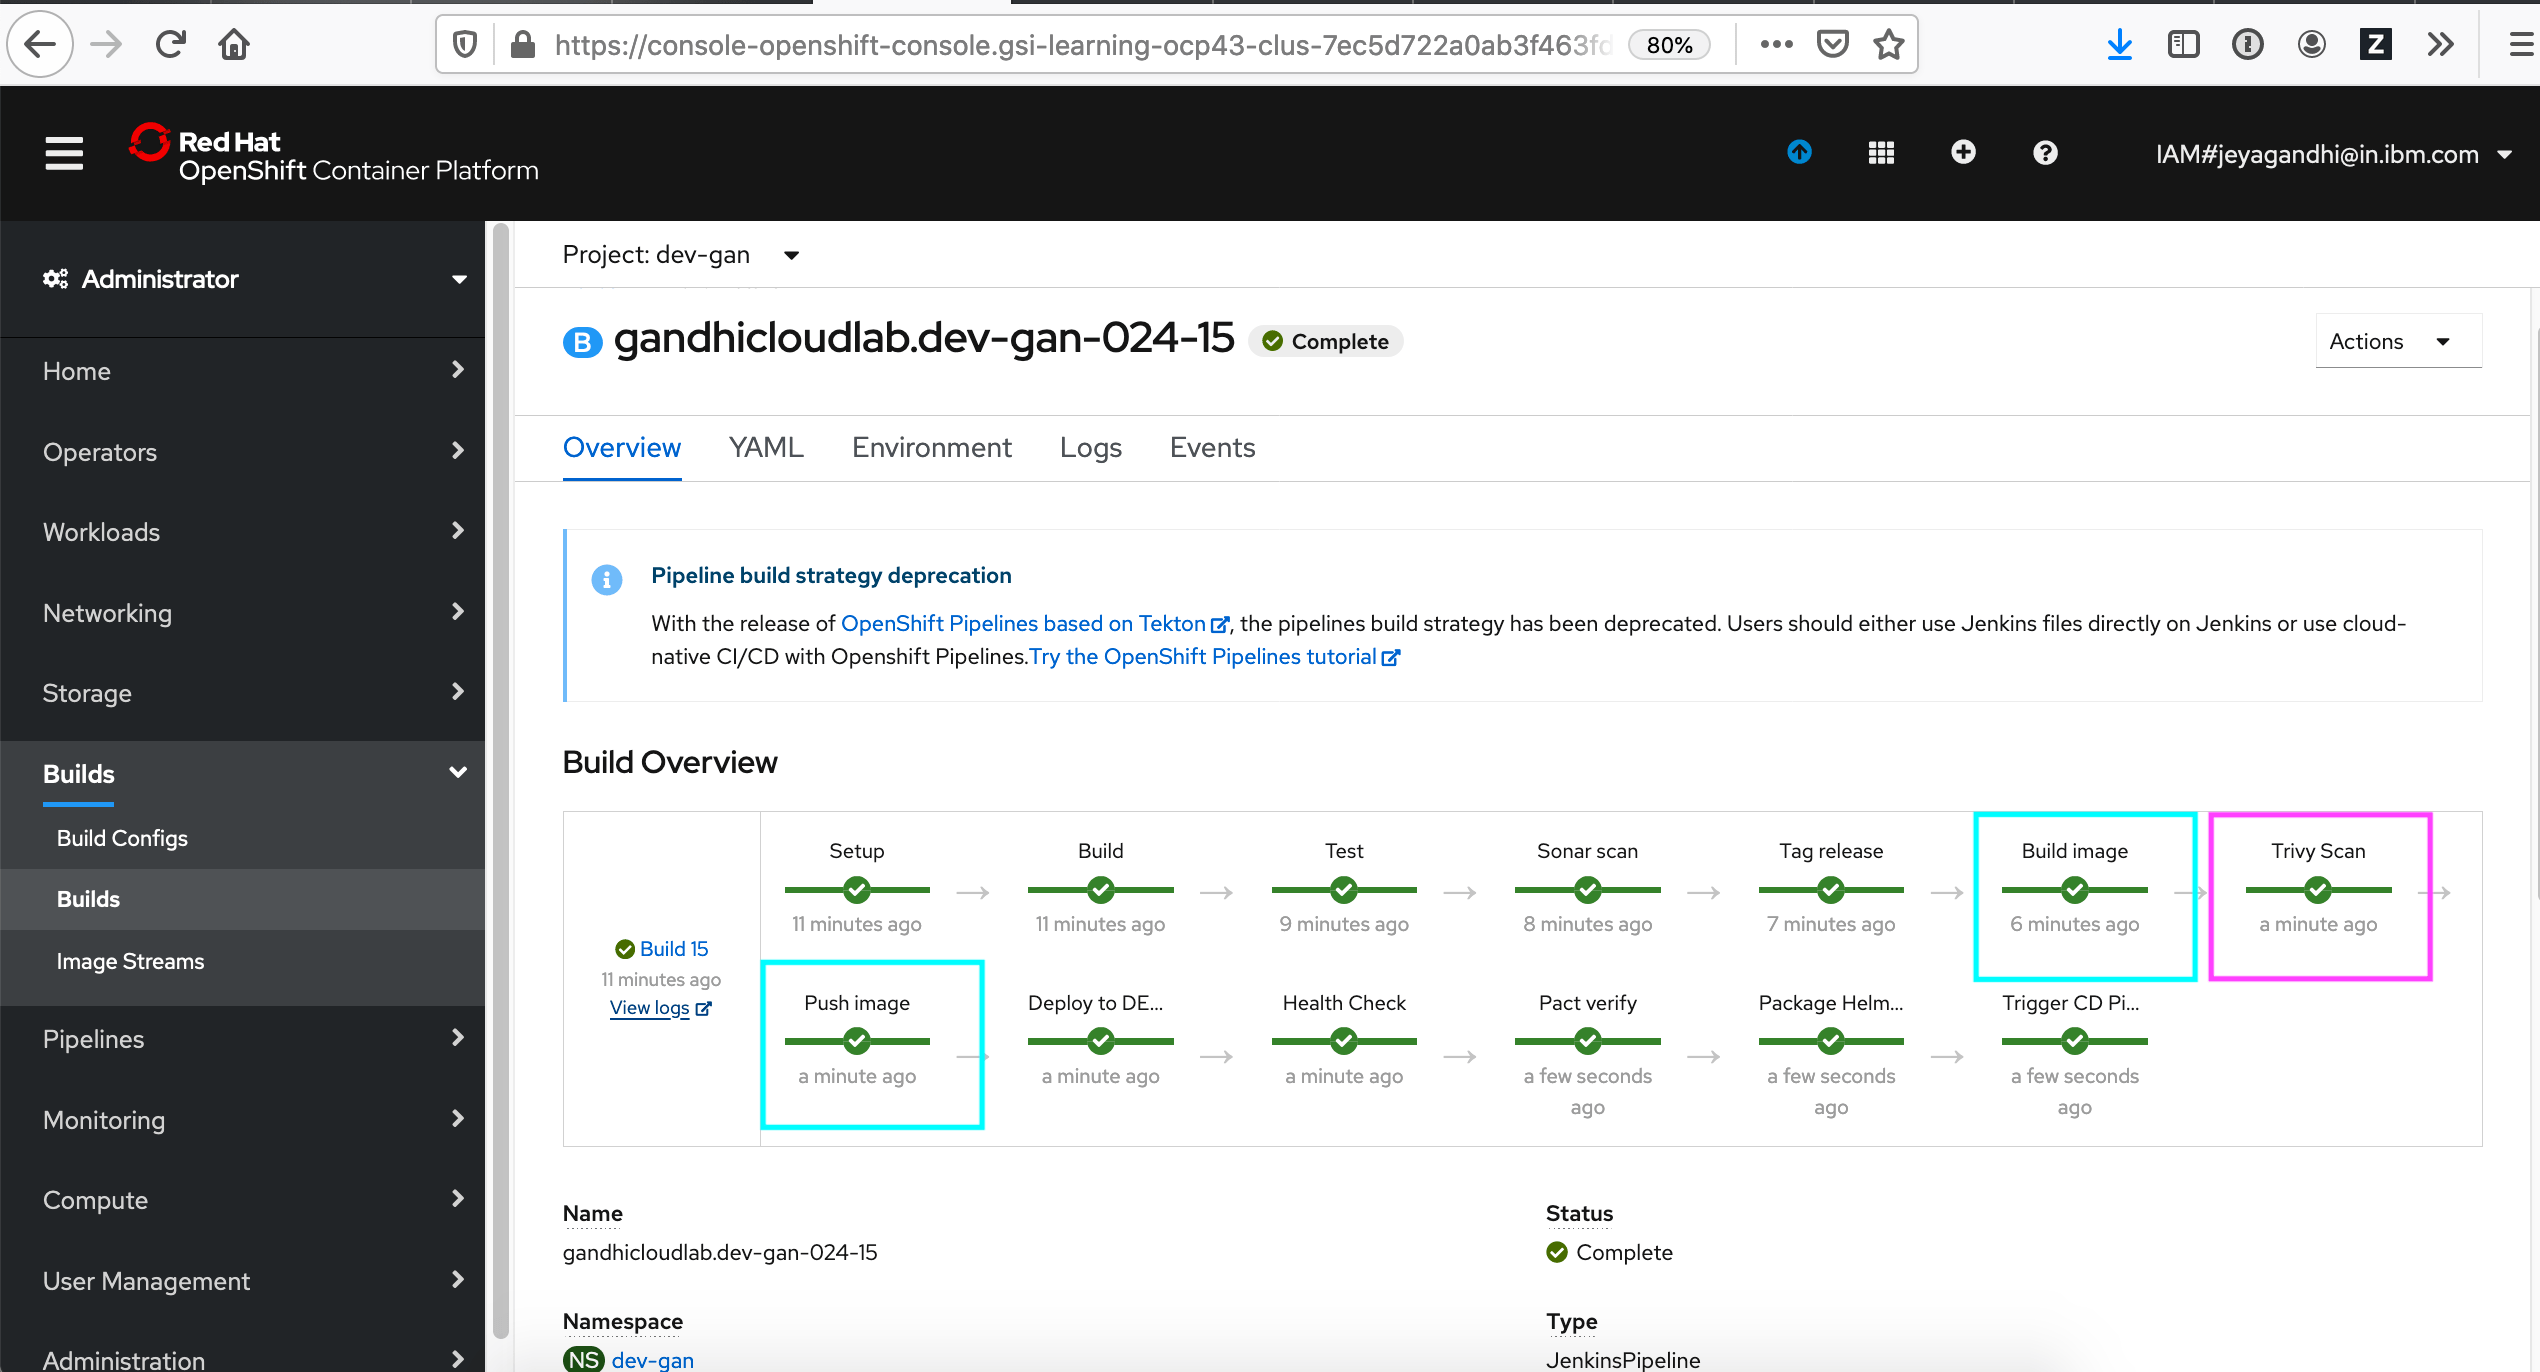 https://console-openshift-console.gsi-learning-ocp43-clus-7ec5d722a0ab3f463fd
80%
Z
Red Hat
OpenShift Container Platform
IAM#jeyagandhi@in.ibm.com
Administrator
Home
Operators
Workloads
Networking
Storage
Builds
Build Configs
Builds
Image Streams
Pipelines
Monitoring
Compute
User Management
Administration
Project: dev-gan
B gandhicloudlab.dev-gan-024-15 Complete
Actions
Overview YAML Environment Logs Events
Pipeline build strategy deprecation
With the release of OpenShift Pipelines based on Tekton, the pipelines build strategy has been deprecated. Users should either use Jenkins files directly on Jenkins or use cloud-
native CI/CD with Openshift Pipelines.Try the OpenShift Pipelines tutorial
Build Overview
Build 15
11 minutes ago
View logs
Setup Build Test Sonar scan Tag release Build image Trivy Scan
11 minutes ago 11 minutes ago 9 minutes ago 8 minutes ago 7 minutes ago 6 minutes ago a minute ago
Push image Deploy to DE... Health Check Pact verify Package Helm... Trigger CD Pi...
a minute ago a minute ago a minute ago a few seconds a few seconds a few seconds
ago ago ago
Name
gandhicloudlab.dev-gan-024-15
Namespace
NS dev-gan
Status
Complete
Type
JenkinsPipeline